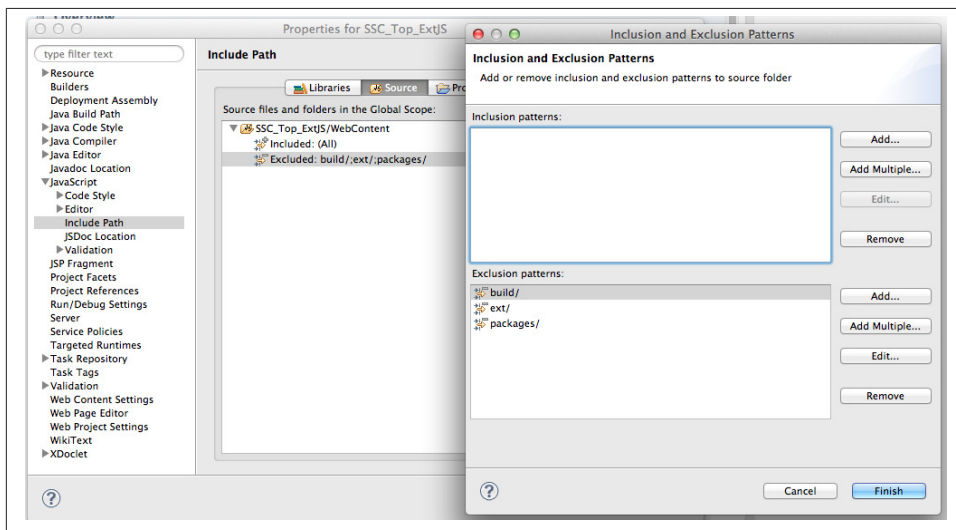 Properties for SSC_Top_ExtJS
type filter text
Resource
Builders
Deployment Assembly
Java Build Path
Java Code Style
Java Compiler
Java Editor
Javadoc Location
JavaScript
Code Style
Editor
Include Path
JSDoc Location
Validation
JSP Fragment
Project Facets
Project References
Run/Debug Settings
Server
Service Policies
Targeted Runtimes
Task Repository
Task Tags
Validation
Web Content Settings
Web Page Editor
Web Project Settings
WikiText
XDoclet
Include Path
Libraries
Source
Source files and folders in the Global Scope:
SSC_Top_ExtJS/WebContent
Included: (All)
Excluded: build/;ext/;packages/
Inclusion and Exclusion Patterns
Inclusion and Exclusion Patterns
Add or remove inclusion and exclusion patterns to source folder
Inclusion patterns:
Add...
Add Multiple...
Edit...
Remove
Exclusion patterns:
build/
ext/
packages/
Add...
Add Multiple...
Edit...
Remove
Cancel
Finish